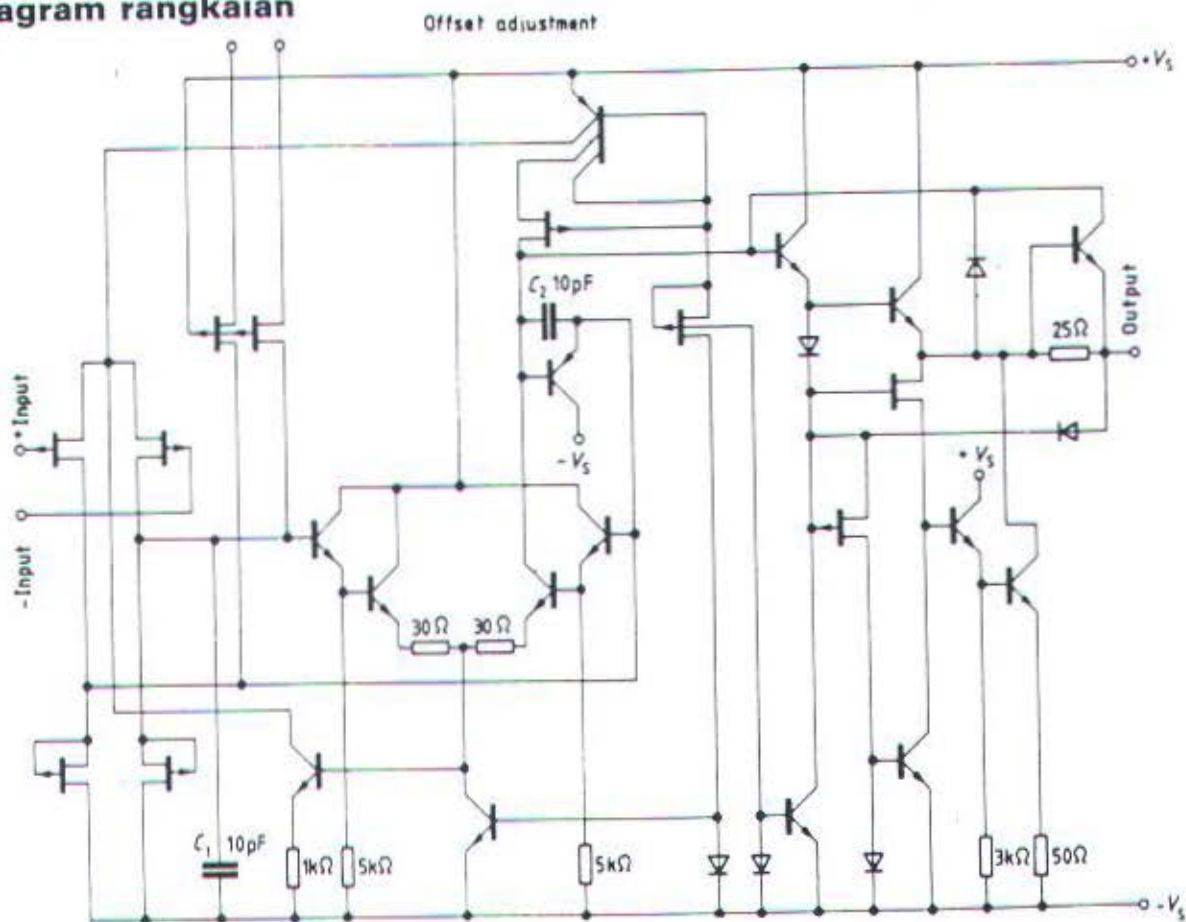 agram rangkaian
Offset adjustment
+Vs
C2 10pF
25Ω
Output
+Input
-Vs
+Vs
-Input
30Ω 30Ω
C1 10pF
1kΩ
5kΩ
5kΩ
3kΩ
50Ω
-Vs